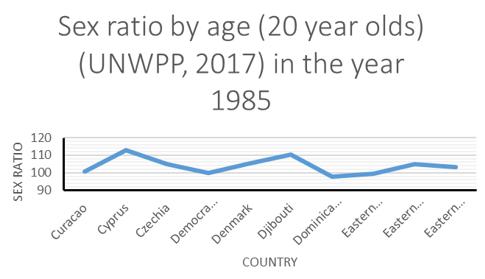 Sex ratio by age (20 year olds)
(UNWPP, 2017) in the year
1985
SEX RATIO
120
110
100
90
Curacao
Cyprus
Czechia
Democra...
Denmark
Djibouti
Dominica...
Eastern...
Eastern...
Eastern...
COUNTRY